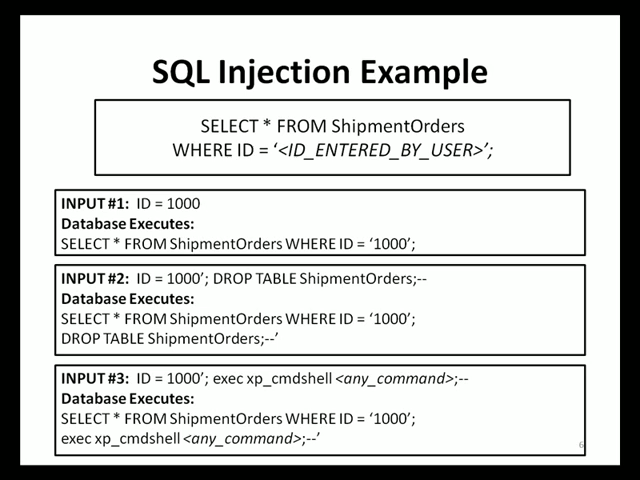 SQL Injection Example
SELECT * FROM ShipmentOrders
WHERE ID = ‘<ID_ENTERED_BY_USER>’;
INPUT #1: ID = 1000
Database Executes:
SELECT * FROM ShipmentOrders WHERE ID = ‘1000’;
INPUT #2: ID = 1000’; DROP TABLE ShipmentOrders;--
Database Executes:
SELECT * FROM ShipmentOrders WHERE ID = ‘1000’;
DROP TABLE ShipmentOrders;--’
INPUT #3: ID = 1000’; exec xp_cmdshell <any_command>;--
Database Executes:
SELECT * FROM ShipmentOrders WHERE ID = ‘1000’;
exec xp_cmdshell <any_command>;--’
6